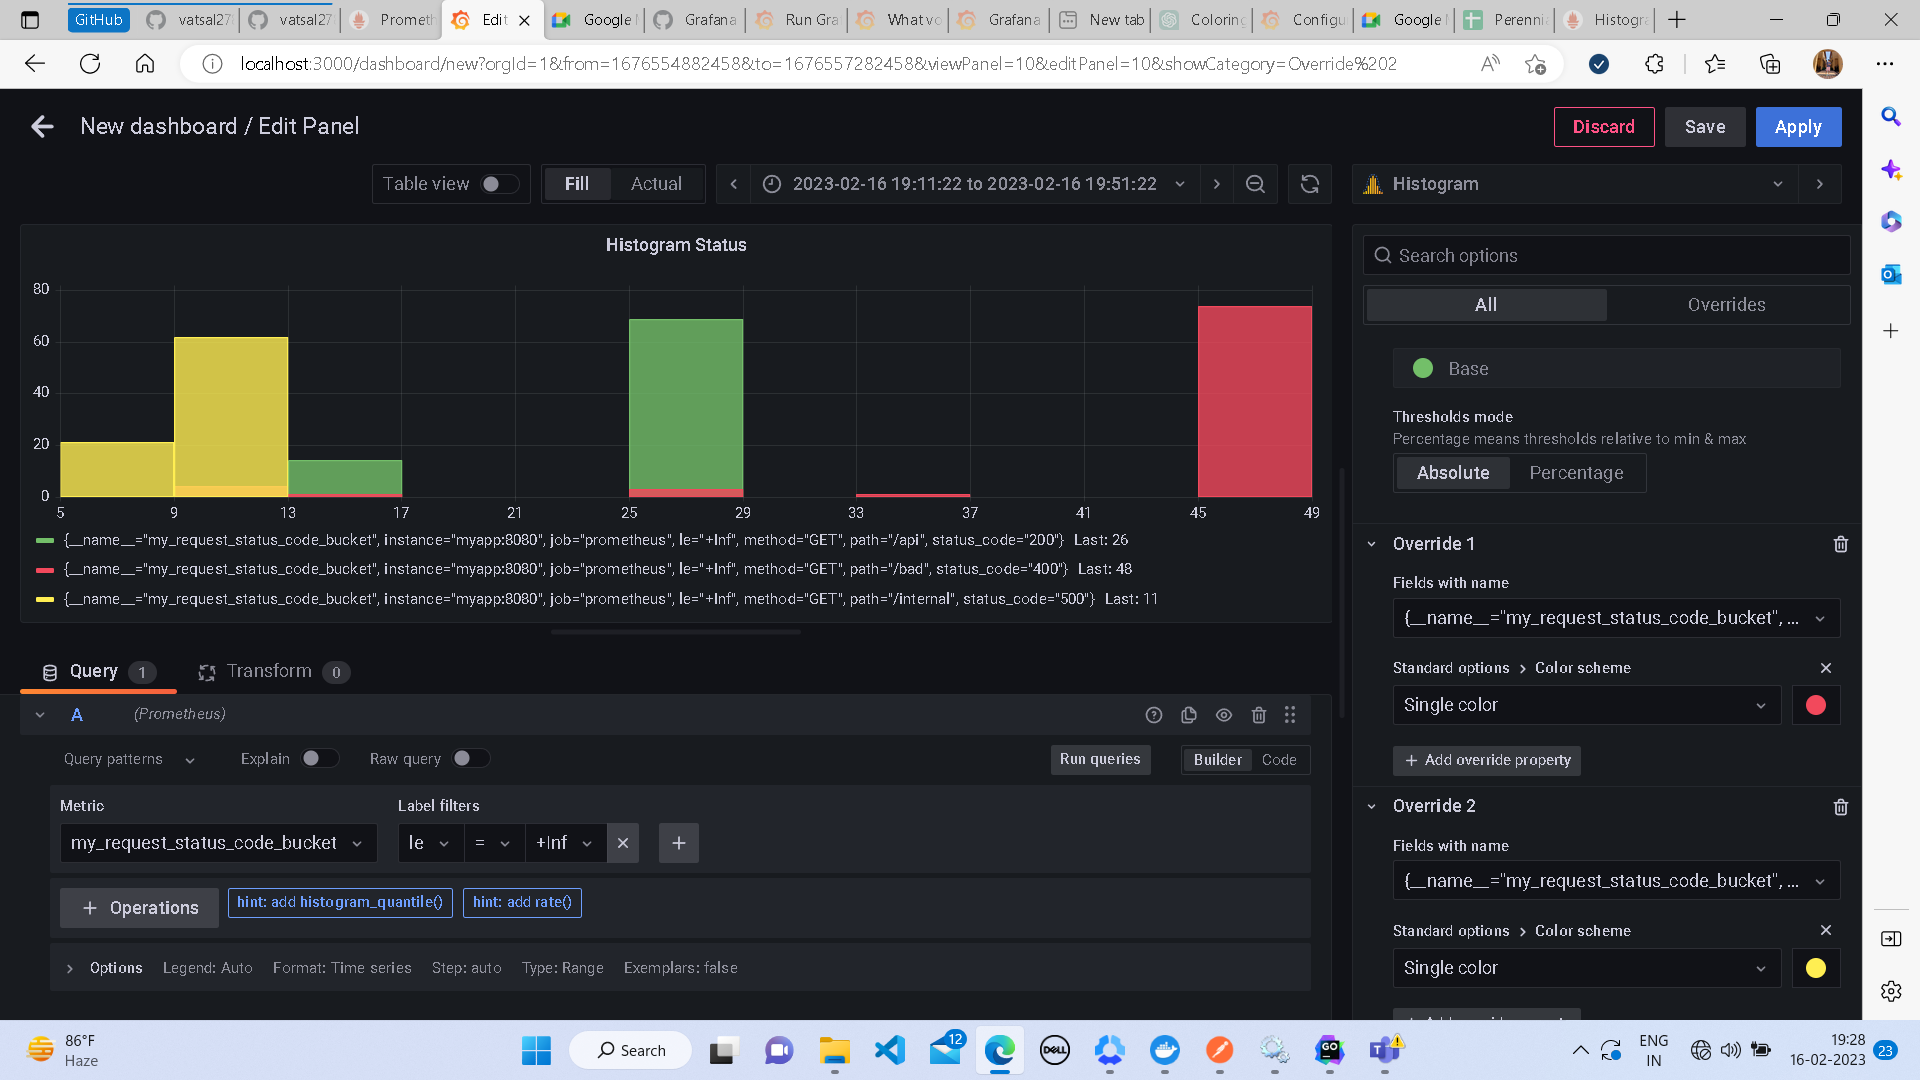 GitHub
vatsal27
vatsal27
Prometh
Edit
Google
Grafana
Run Gra
What vo
Grafana
New tab
Coloring
Configu
Google
Perenni
Histogra
localhost:3000/dashboard/new?orgId=1&from=1676554882458&to=1676557282458&viewPanel=10&editPanel=10&showCategory=Override%202
New dashboard / Edit Panel
Discard
Save
Apply
Table view
Fill
Actual
2023-02-16 19:11:22 to 2023-02-16 19:51:22
Histogram
Histogram Status
80
60
40
20
0
5 9 13 17 21 25 29 33 37 41 45 49
{__name__="my_request_status_code_bucket", instance="myapp:8080", job="prometheus", le="+Inf", method="GET", path="/api", status_code="200"} Last: 26
{__name__="my_request_status_code_bucket", instance="myapp:8080", job="prometheus", le="+Inf", method="GET", path="/bad", status_code="400"} Last: 48
{__name__="my_request_status_code_bucket", instance="myapp:8080", job="prometheus", le="+Inf", method="GET", path="/internal", status_code="500"} Last: 11
Query 1
Transform 0
A (Prometheus)
Query patterns
Explain
Raw query
Run queries
Builder
Code
Metric
Label filters
my_request_status_code_bucket
le
=
+Inf
+ Operations
hint: add histogram_quantile()
hint: add rate()
Options Legend: Auto Format: Time series Step: auto Type: Range Exemplars: false
Search options
All
Overrides
Base
Thresholds mode
Percentage means thresholds relative to min & max
Absolute
Percentage
Override 1
Fields with name
{__name__="my_request_status_code_bucket", ...
Standard options > Color scheme
Single color
+ Add override property
Override 2
Fields with name
{__name__="my_request_status_code_bucket", ...
Standard options > Color scheme
Single color
86°F
Haze
Search
12
DELL
GO
ENG
IN
19:28
16-02-2023
23